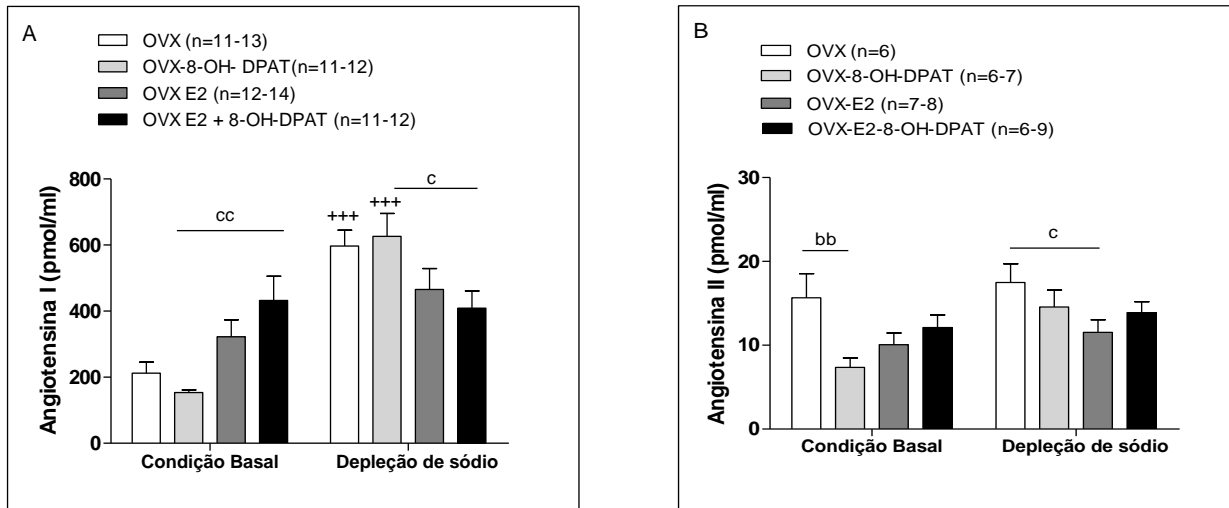 A
OVX (n=11-13)
OVX-8-OH- DPAT(n=11-12)
OVX E2 (n=12-14)
OVX E2 + 8-OH-DPAT (n=11-12)
Angiotensina I (pmol/ml)
800
600
400
200
0
cc
+++
+++
c
Condição Basal
Depleção de sódio
B
OVX (n=6)
OVX-8-OH-DPAT (n=6-7)
OVX-E2 (n=7-8)
OVX-E2-8-OH-DPAT (n=6-9)
Angiotensina II (pmol/ml)
30
20
10
0
bb
c
Condição Basal
Depleção de sódio